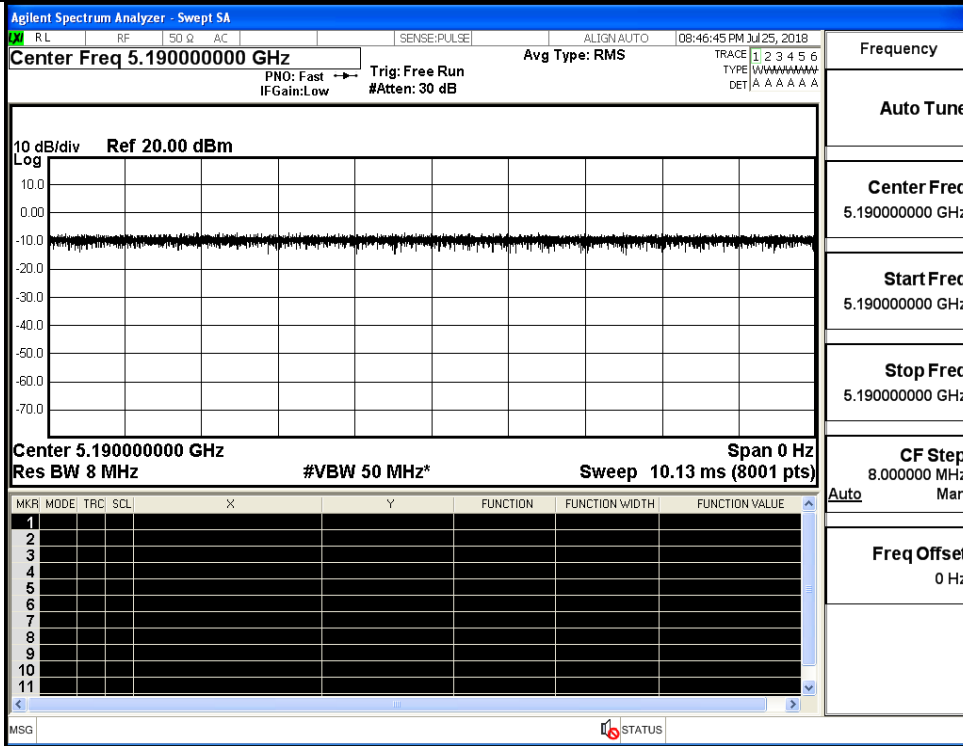 Agilent Spectrum Analyzer - Swept SA
LXI RL RF 50 Ω AC SENSE:PULSE ALIGN AUTO 08:46:45 PM Jul 25, 2018
Center Freq 5.190000000 GHz
Avg Type: RMS
TRACE 1 2 3 4 5 6
PNO: Fast
Trig: Free Run
TYPE WWWWWW
IFGain:Low
#Atten: 30 dB
DET A A A A A A
10 dB/div Ref 20.00 dBm
Log
10.0
0.00
-10.0
-20.0
-30.0
-40.0
-50.0
-60.0
-70.0
Center 5.190000000 GHz Span 0 Hz
Res BW 8 MHz #VBW 50 MHz* Sweep 10.13 ms (8001 pts)
MKR MODE TRC SCL X Y FUNCTION FUNCTION WIDTH FUNCTION VALUE
1
2
3
4
5
6
7
8
9
10
11
MSG STATUS
Frequency
Auto Tune
Center Freq
5.190000000 GHz
Start Freq
5.190000000 GHz
Stop Freq
5.190000000 GHz
CF Step
8.000000 MHz
Auto Man
Freq Offset
0 Hz